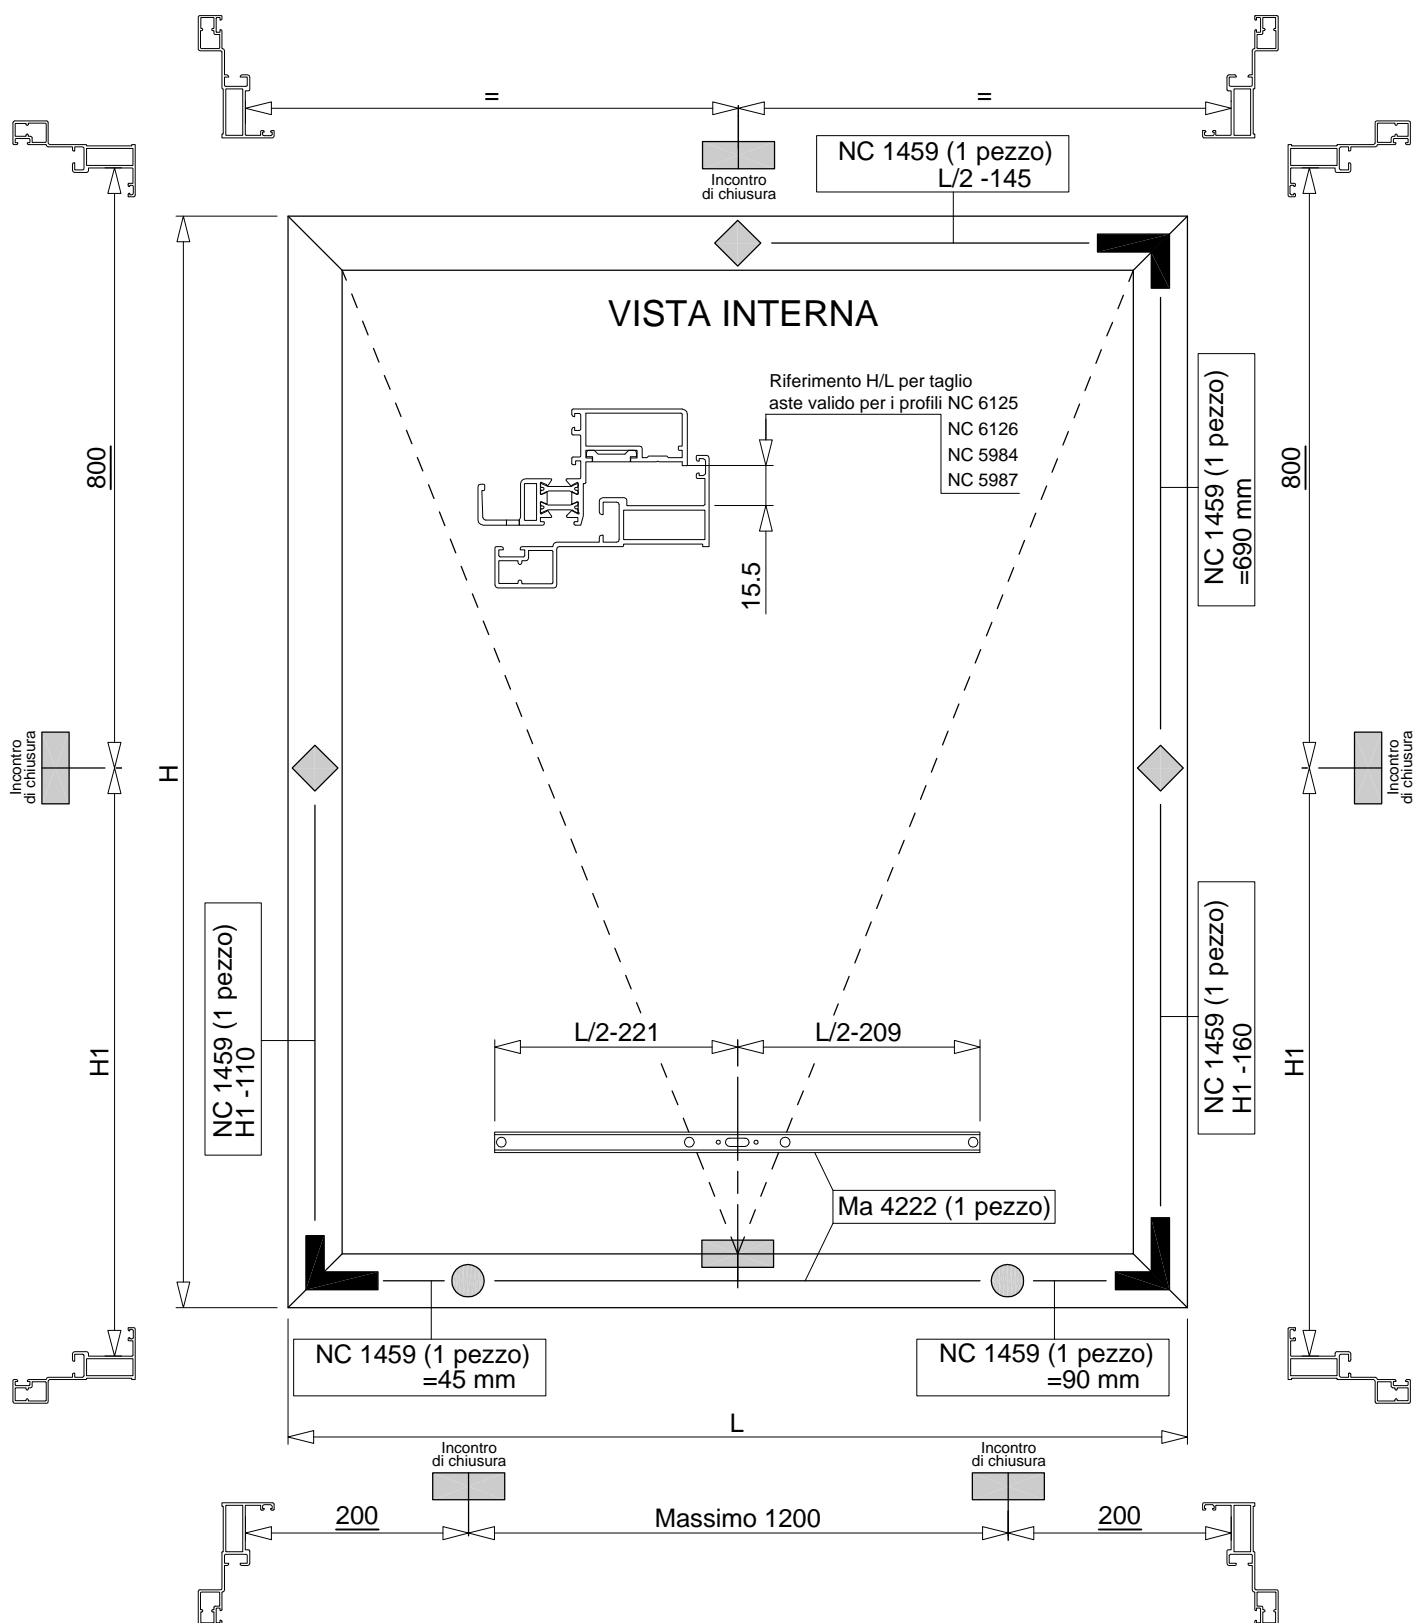 =
=
NC 1459 (1 pezzo)
L/2 -145
Incontro
di chiusura
VISTA INTERNA
Riferimento H/L per taglio
aste valido per i profili NC 6125
NC 6126
NC 5984
NC 5987
15.5
800
800
NC 1459 (1 pezzo)
=690 mm
Incontro
di chiusura
H
Incontro
di chiusura
NC 1459 (1 pezzo)
H1 -110
NC 1459 (1 pezzo)
H1 -160
H1
H1
L/2-221
L/2-209
Ma 4222 (1 pezzo)
NC 1459 (1 pezzo)
=45 mm
NC 1459 (1 pezzo)
=90 mm
L
Incontro
di chiusura
Incontro
di chiusura
200
Massimo 1200
200